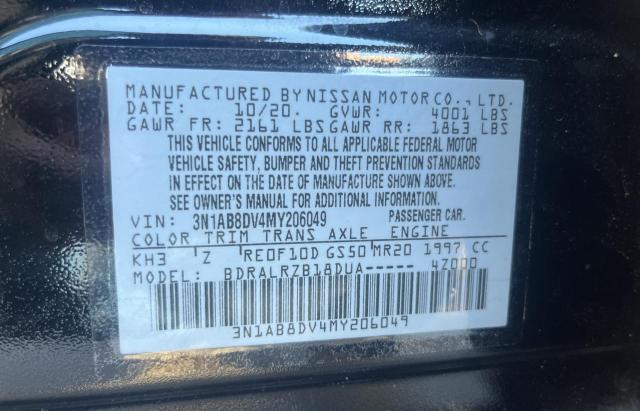 MANUFACTURED BY NISSAN MOTOR CO., LTD.
DATE: 10/20. GVWR: 4001 LBS
GAWR FR: 2161 LBS GAWR RR: 1863 LBS
THIS VEHICLE CONFORMS TO ALL APPLICABLE FEDERAL MOTOR
VEHICLE SAFETY, BUMPER AND THEFT PREVENTION STANDARDS
IN EFFECT ON THE DATE OF MANUFACTURE SHOWN ABOVE.
SEE OWNER'S MANUAL FOR ADDITIONAL INFORMATION.
VIN: 3N1AB8DV4MY206049 PASSENGER CAR.
COLOR TRIM TRANS AXLE ENGINE
KH3 Z RE0F10D GS50 MR20 1997 CC
MODEL: BDRALRZB18DUA----- 4Z000
3N1AB8DV4MY206049